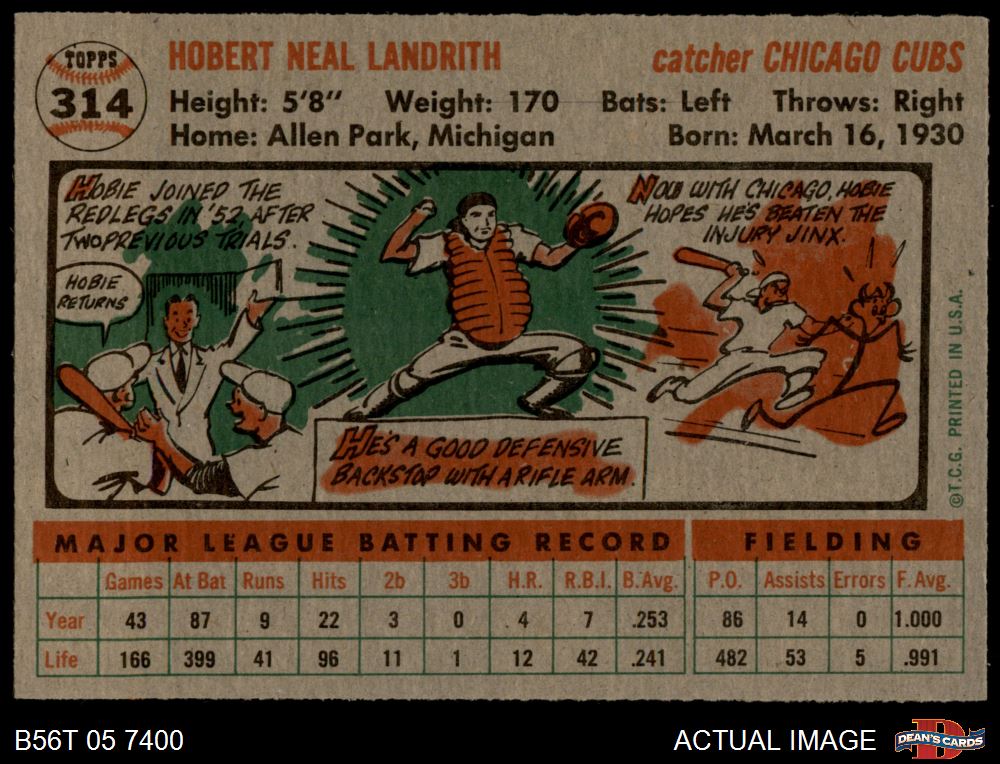 TOPPS
314
HOBERT NEAL LANDRITH
catcher CHICAGO CUBS
Height: 5'8" Weight: 170 Bats: Left Throws: Right
Home: Allen Park, Michigan Born: March 16, 1930
HOBIE JOINED THE
REDLEGS IN '52, AFTER
TWO PREVIOUS TRIALS.
HOBIE
RETURNS
HE'S A GOOD DEFENSIVE
BACKSTOP WITH A RIFLE ARM.
NOW WITH CHICAGO, HOBIE
HOPES HE'S BEATEN THE
INJURY JINX.
©T.C.G. PRINTED IN U.S.A.
MAJOR LEAGUE BATTING RECORD FIELDING
Games At Bat Runs Hits 2b 3b H.R. R.B.I. B.Avg. P.O. Assists Errors F. Avg.
Year 43 87 9 22 3 0 4 7 .253 86 14 0 1.000
Life 166 399 41 96 11 1 12 42 .241 482 53 5 .991
B56T 05 7400
ACTUAL IMAGE
DEAN'S CARDS